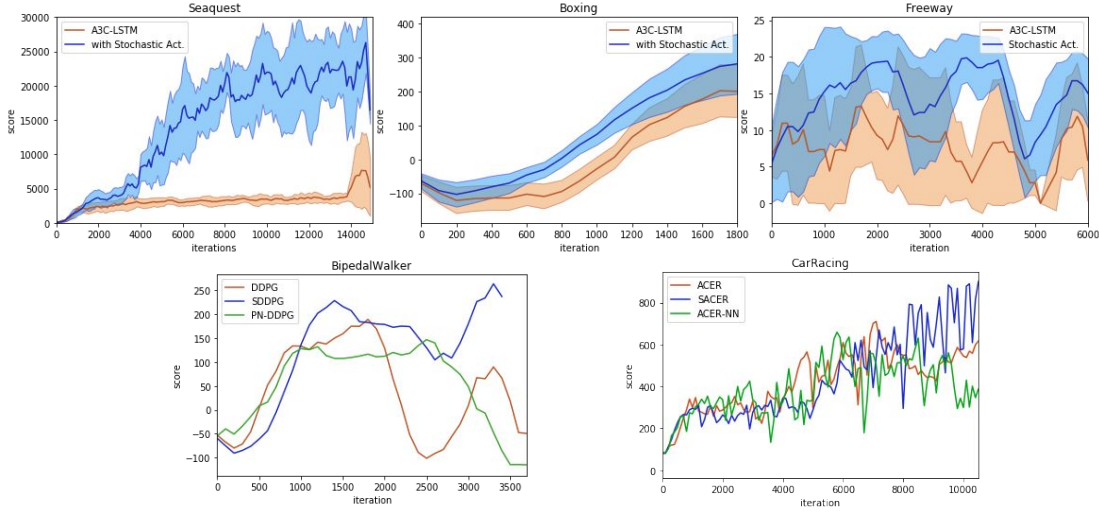 Seaquest
30000
25000
20000
15000
10000
5000
0
score
A3C-LSTM
with Stochastic Act.
0 2000 4000 6000 8000 10000 12000 14000
iterations
Boxing
400
300
200
100
0
−100
score
A3C-LSTM
with Stochastic Act.
0 200 400 600 800 1000 1200 1400 1600 1800
iteration
Freeway
25
20
15
10
5
0
score
A3C-LSTM
Stochastic Act.
0 1000 2000 3000 4000 5000 6000
iteration
BipedalWalker
250
200
150
100
50
0
−50
−100
score
DDPG
SDDPG
PN-DDPG
0 500 1000 1500 2000 2500 3000 3500
iteration
CarRacing
800
600
400
200
0
score
ACER
SACER
ACER-NN
0 2000 4000 6000 8000 10000
iteration